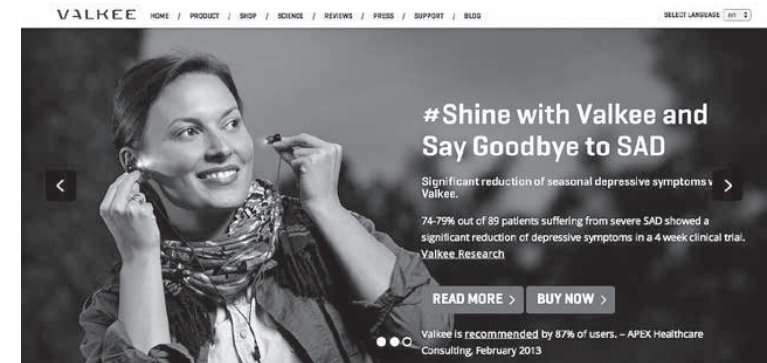 VALKEE HOME / PRODUCT / SHOP / SCIENCE / REVIEWS / PRESS / SUPPORT / BLOG SELECT LANGUAGE en
#Shine with Valkee and
Say Goodbye to SAD
Significant reduction of seasonal depressive symptoms
Valkee.
74-79% out of 89 patients suffering from severe SAD showed a
significant reduction of depressive symptoms in a 4 week clinical trial.
Valkee Research
READ MORE > BUY NOW >
Valkee is recommended by 87% of users. – APEX Healthcare
Consulting, February 2013